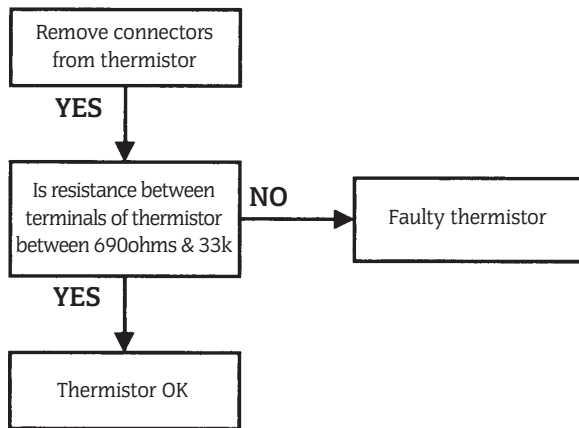 Remove connectors
from thermistor
YES
Is resistance between
terminals of thermistor
between 690ohms & 33k
NO
Faulty thermistor
YES
Thermistor OK